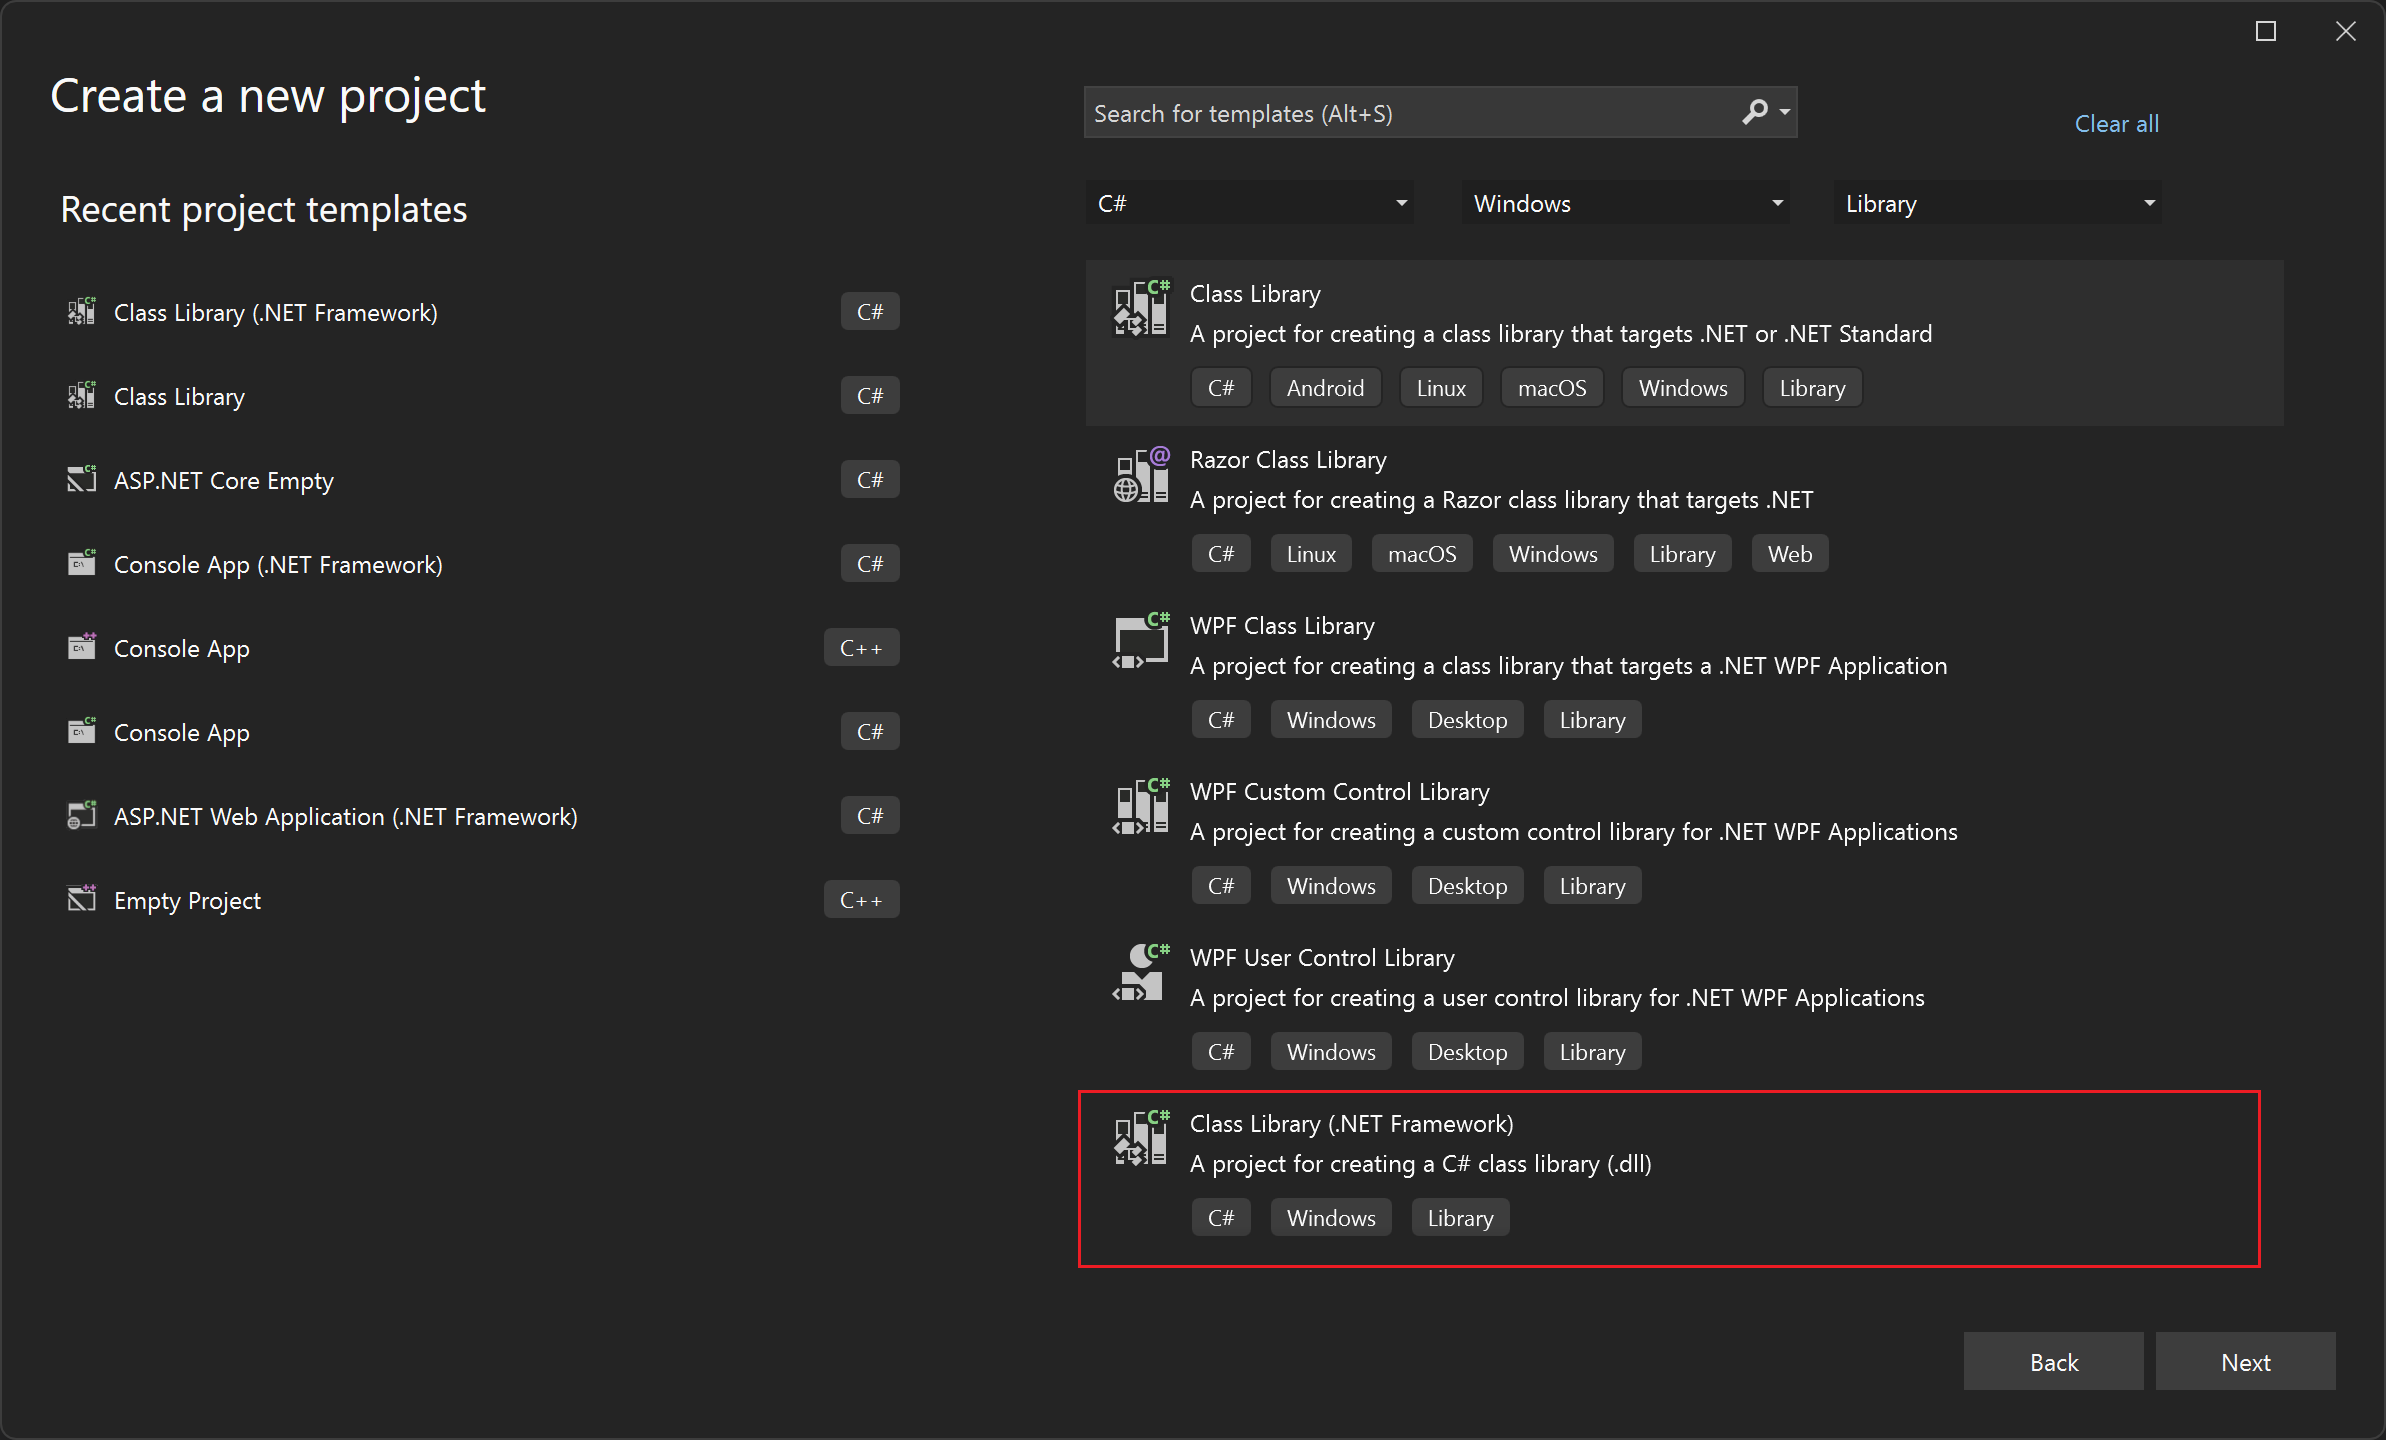 Create a new project
Search for templates (Alt+S)
Clear all
C#
Windows
Library
Recent project templates
Class Library (.NET Framework) C#
Class Library C#
ASP.NET Core Empty C#
Console App (.NET Framework) C#
Console App C++
Console App C#
ASP.NET Web Application (.NET Framework) C#
Empty Project C++
Class Library
A project for creating a class library that targets .NET or .NET Standard
C# Android Linux macOS Windows Library
Razor Class Library
A project for creating a Razor class library that targets .NET
C# Linux macOS Windows Library Web
WPF Class Library
A project for creating a class library that targets a .NET WPF Application
C# Windows Desktop Library
WPF Custom Control Library
A project for creating a custom control library for .NET WPF Applications
C# Windows Desktop Library
WPF User Control Library
A project for creating a user control library for .NET WPF Applications
C# Windows Desktop Library
Class Library (.NET Framework)
A project for creating a C# class library (.dll)
C# Windows Library
Back
Next